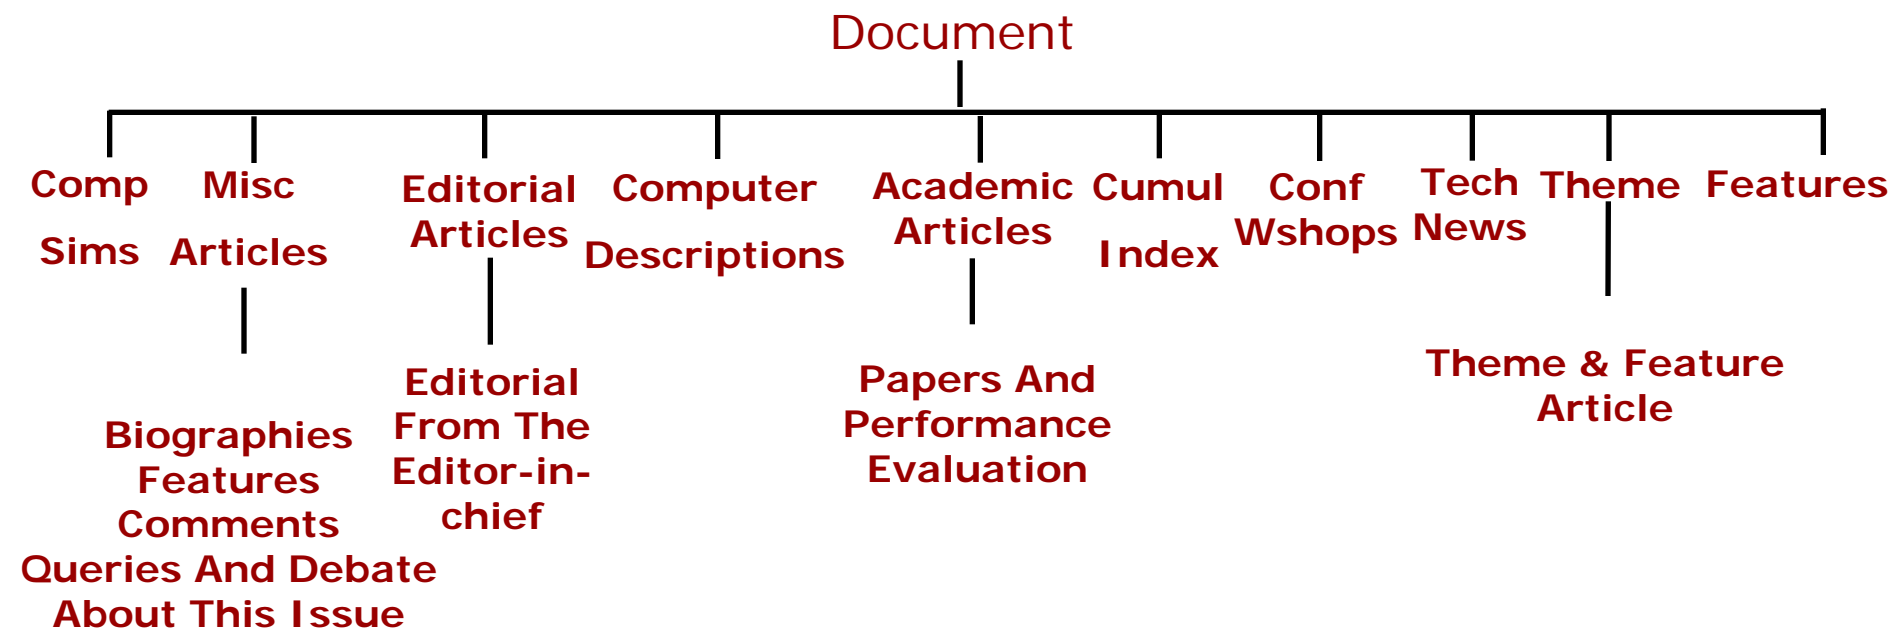 Document
Comp
Sims
Misc
Articles
Editorial
Articles
Computer
Descriptions
Academic
Articles
Cumul
Index
Conf
Wshops
Tech
News
Theme
Features
Biographies
Features
Comments
Queries And Debate
About This Issue
Editorial
From The
Editor-in-
chief
Papers And
Performance
Evaluation
Theme & Feature
Article